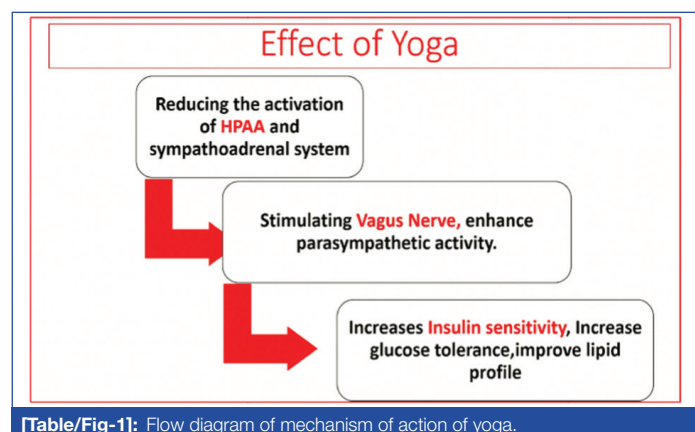 Effect of Yoga
Reducing the activation
of HPAA and
sympathoadrenal system
Stimulating Vagus Nerve, enhance
parasympathetic activity.
Increases Insulin sensitivity, Increase
glucose tolerance,improve lipid
profile
[Table/Fig-1]: Flow diagram of mechanism of action of yoga.